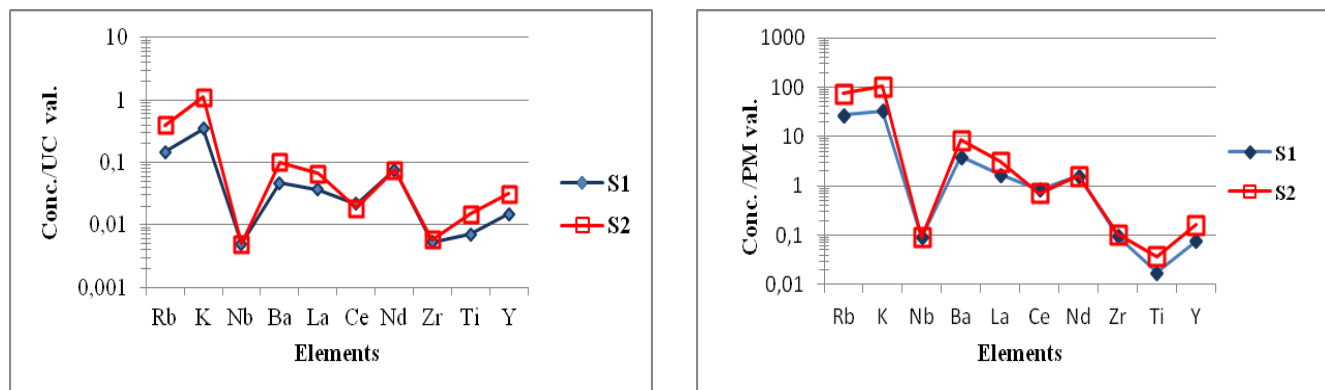 Conc./UC val.
10
1
0,1
0,01
0,001
Rb K Nb Ba La Ce Nd Zr Ti Y
Elements
S1
S2
Conc. /PM val.
1000
100
10
1
0,1
0,01
Rb K Nb Ba La Ce Nd Zr Ti Y
Elements
S1
S2